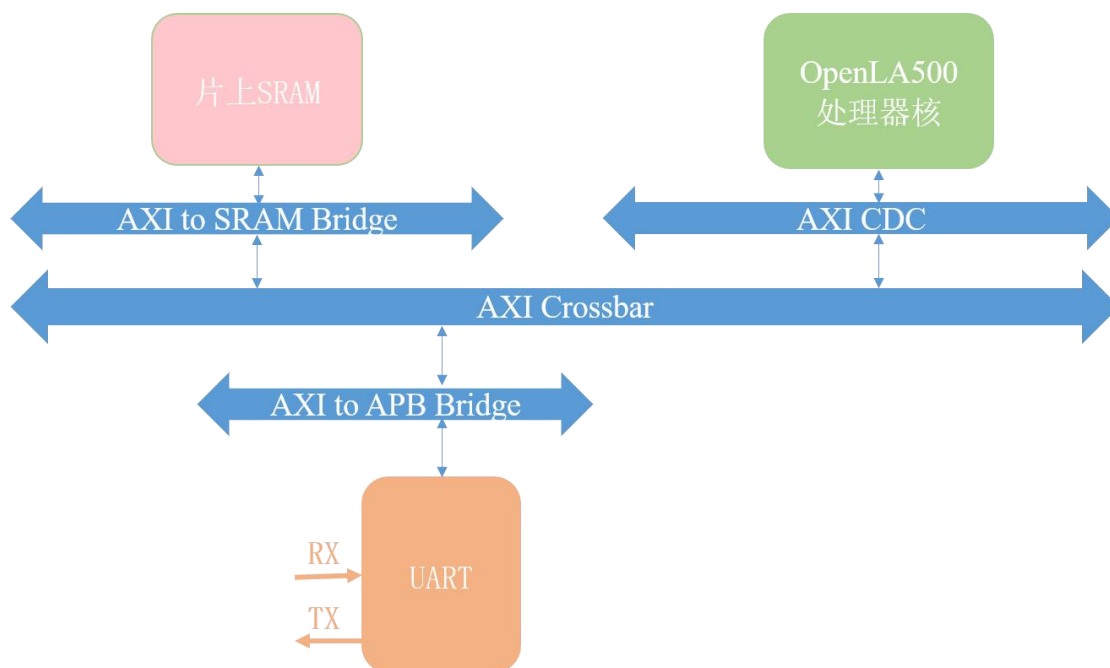 片上SRAM
OpenLA500
处理器核
AXI to SRAM Bridge
AXI CDC
AXI Crossbar
AXI to APB Bridge
RX
UART
TX